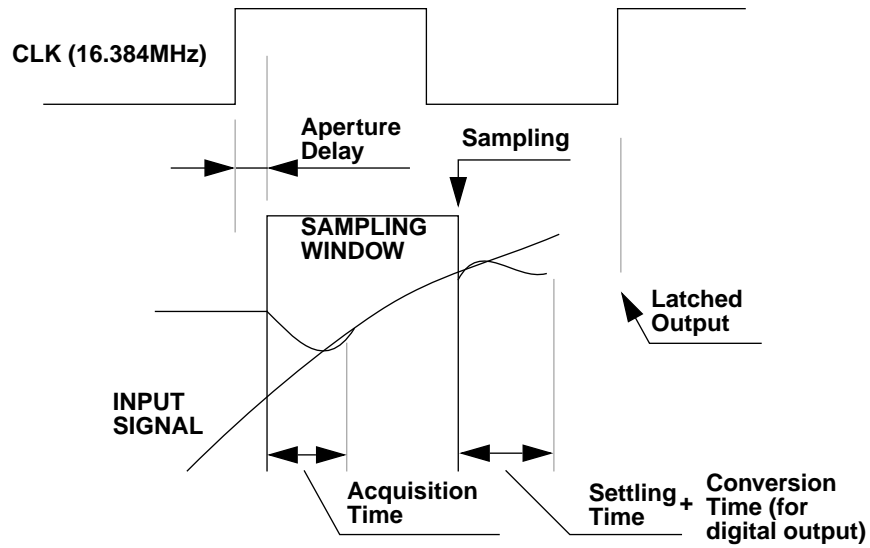 CLK (16.384MHz)
Aperture
Delay
Sampling
SAMPLING
WINDOW
Latched
Output
INPUT
SIGNAL
Acquisition
Time
Settling
Time
+
Conversion
Time (for
digital output)